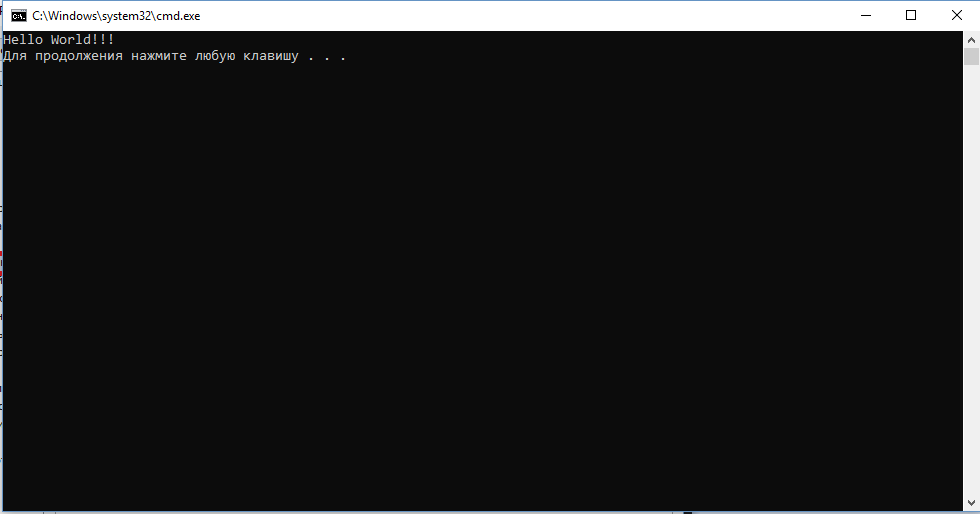 C:\Windows\system32\cmd.exe
Hello World!!!
Для продолжения нажмите любую клавишу . . .